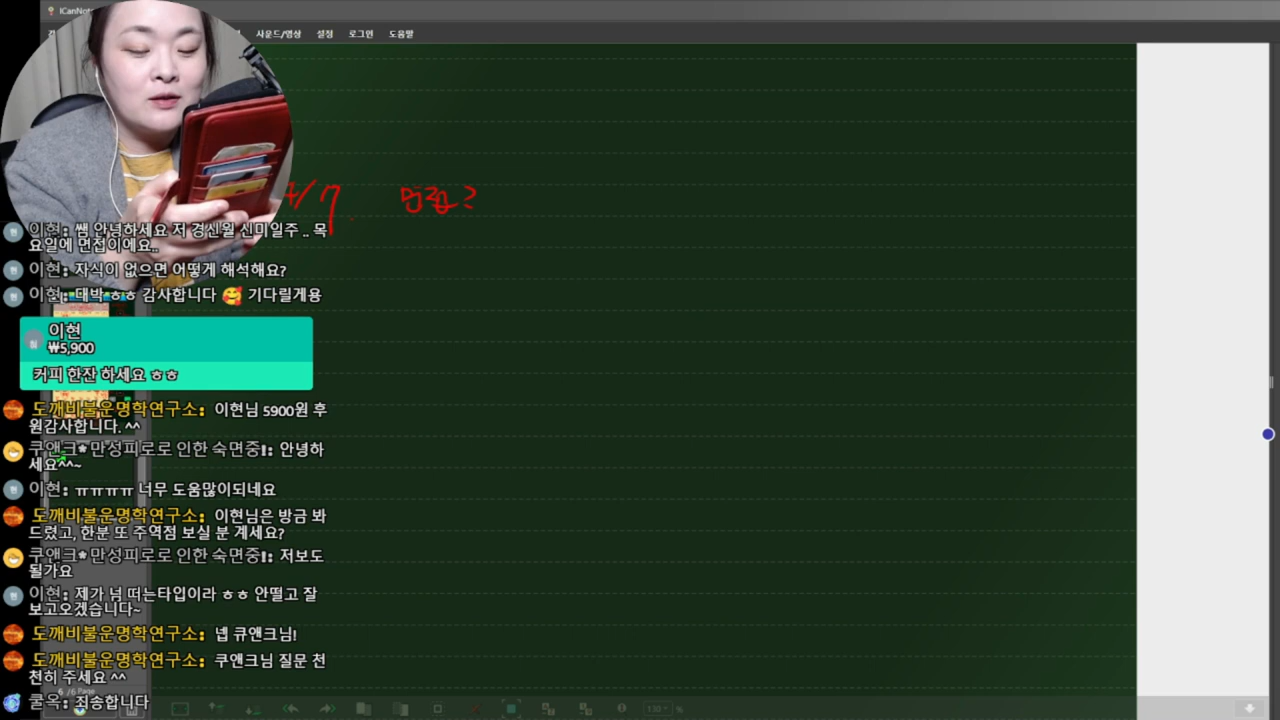 ICanNote
사운드/영상 설정 로그인 도움말
면접?
이현: 쌤 안녕하세요 저 경신월 신미일주 .. 목
요일에 면접이에요..
이현: 자식이 없으면 어떻게 해석해요?
이현: 대박 ㅎㅎ 감사합니다 🥰 기다릴게용
이현
₩5,900
커피 한잔 하세요 ㅎㅎ
도깨비불운명학연구소: 이현님 5900원 후
원감사합니다. ^^
쿠앤크*만성피로로 인한 숙면중!: 안녕하
세요^^~
이현: ㅠㅠㅠㅠ 너무 도움많이되네요
도깨비불운명학연구소: 이현님은 방금 봐
드렸고, 한분 또 주역점 보실 분 계세요?
쿠앤크*만성피로로 인한 숙면중!: 저보도
될가요
이현: 제가 넘 떠는타입이라 ㅎㅎ 안떨고 잘
보고오겠습니다~
도깨비불운명학연구소: 넵 큐앤크님!
도깨비불운명학연구소: 쿠앤크님 질문 천
천히 주세요 ^^
6 /6 Page
쿨옥: 죄송합니다
130 %